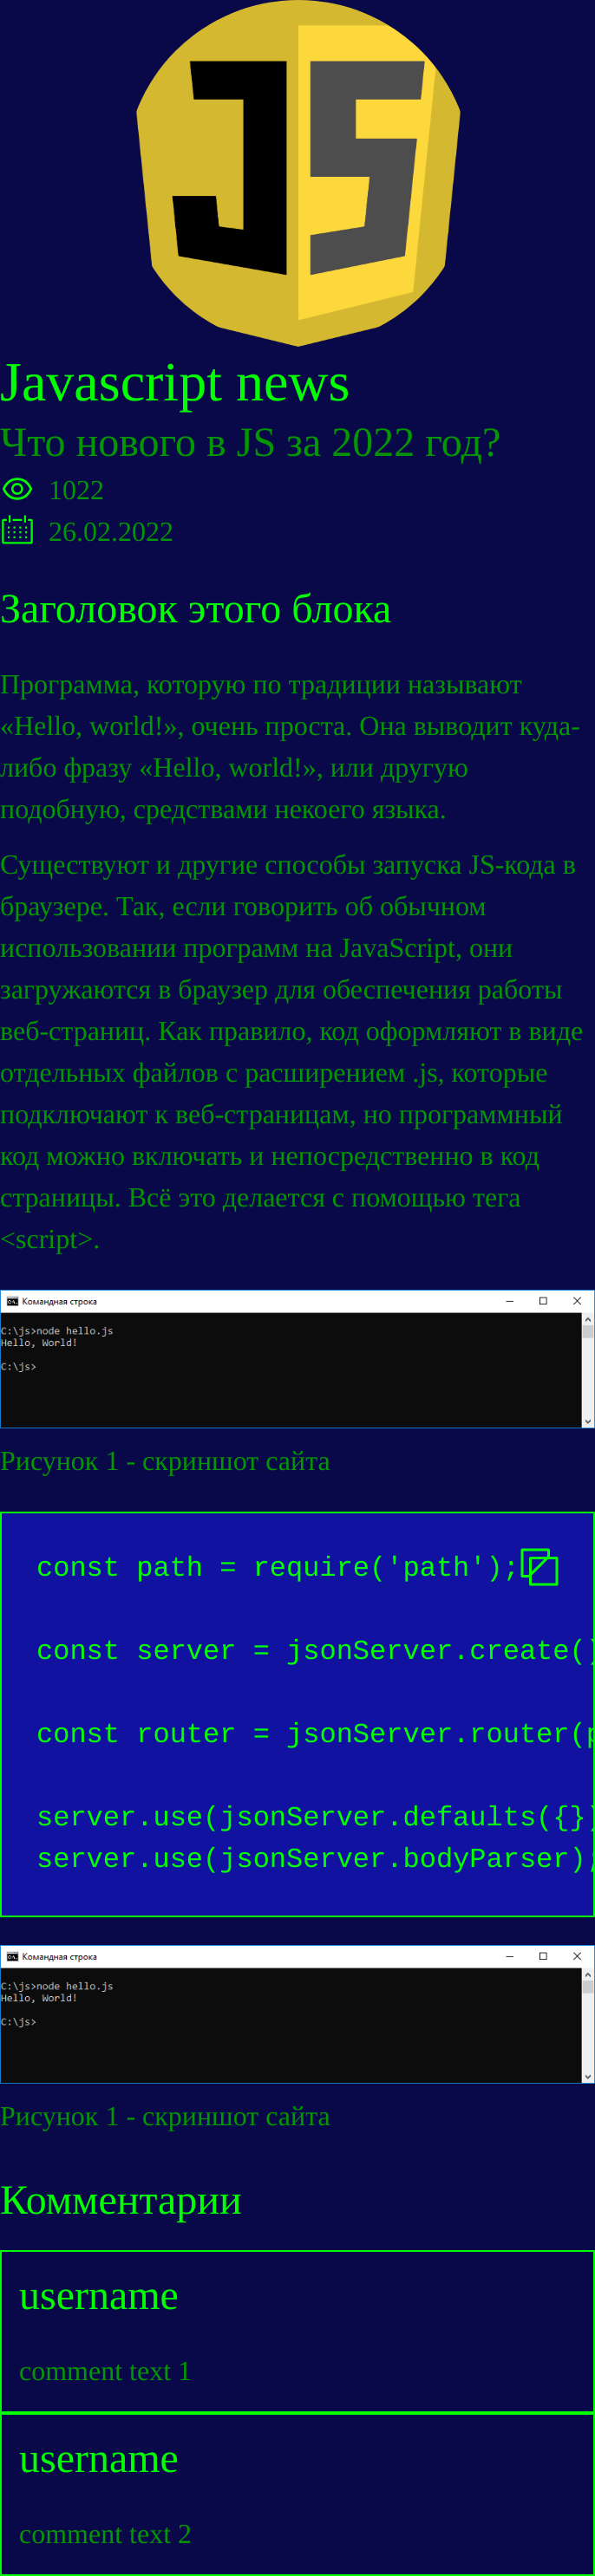 JS
Javascript news
Что нового в JS за 2022 год?
1022
26.02.2022
Заголовок этого блока
Программа, которую по традиции называют
«Hello, world!», очень проста. Она выводит куда-
либо фразу «Hello, world!», или другую
подобную, средствами некоего языка.
Существуют и другие способы запуска JS-кода в
браузере. Так, если говорить об обычном
использовании программ на JavaScript, они
загружаются в браузер для обеспечения работы
веб-страниц. Как правило, код оформляют в виде
отдельных файлов с расширением .js, которые
подключают к веб-страницам, но программный
код можно включать и непосредственно в код
страницы. Всё это делается с помощью тега
<script>.
Командная строка
C:\js>node hello.js
Hello, World!
C:\js>
Рисунок 1 - скриншот сайта
const path = require('path');
const server = jsonServer.create()
const router = jsonServer.router(p
server.use(jsonServer.defaults({})
server.use(jsonServer.bodyParser);
Командная строка
C:\js>node hello.js
Hello, World!
C:\js>
Рисунок 1 - скриншот сайта
Комментарии
username
comment text 1
username
comment text 2